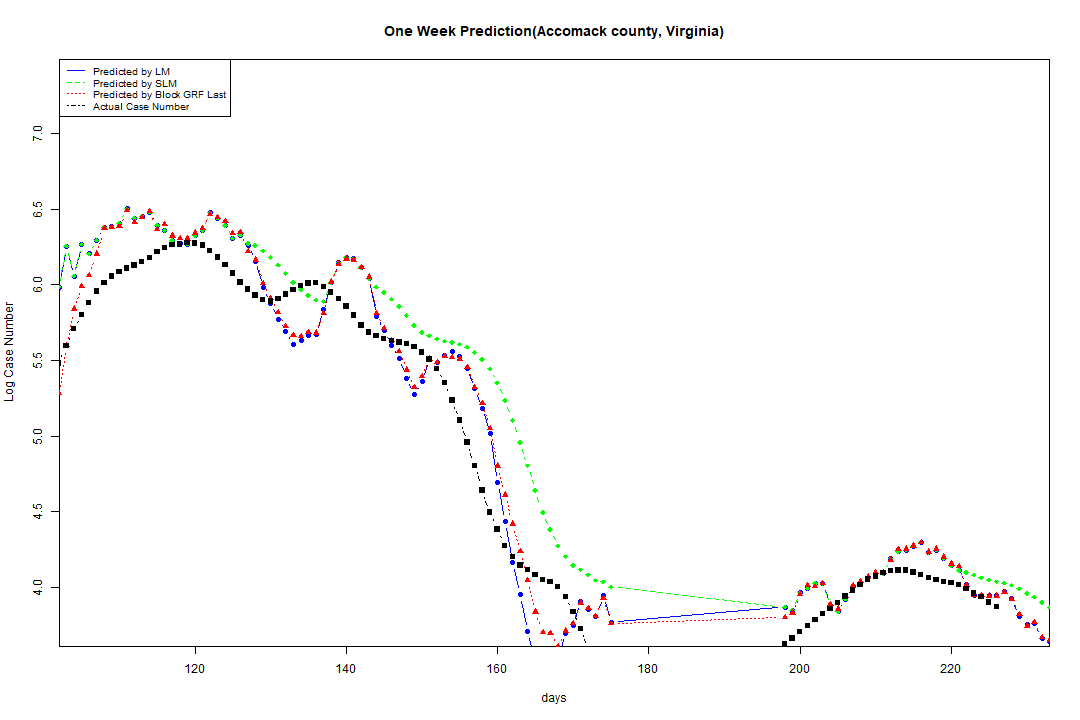 One Week Prediction(Accomack county, Virginia)
Predicted by LM
Predicted by SLM
Predicted by Block GRF Last
Actual Case Number
Log Case Number
7.0
6.5
6.0
5.5
5.0
4.5
4.0
120 140 160 180 200 220
days